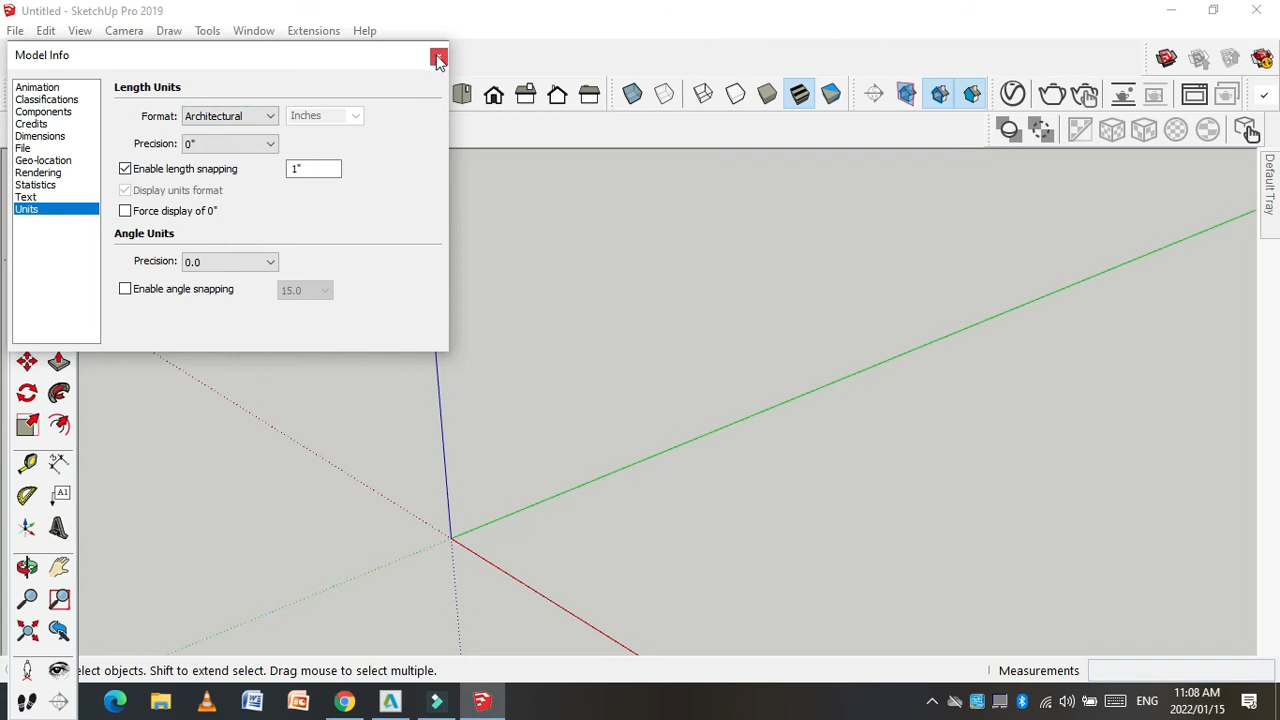 Untitled - SketchUp Pro 2019
File Edit View Camera Draw Tools Window Extensions Help
Model Info
Animation
Classifications
Components
Credits
Dimensions
File
Geo-location
Rendering
Statistics
Text
Units
Length Units
Format: Architectural Inches
Precision: 0"
Enable length snapping 1"
Display units format
Force display of 0"
Angle Units
Precision: 0.0
Enable angle snapping 15.0
Default Tray
A1
elect objects. Shift to extend select. Drag mouse to select multiple.
Measurements
ENG
11:08 AM
2022/01/15